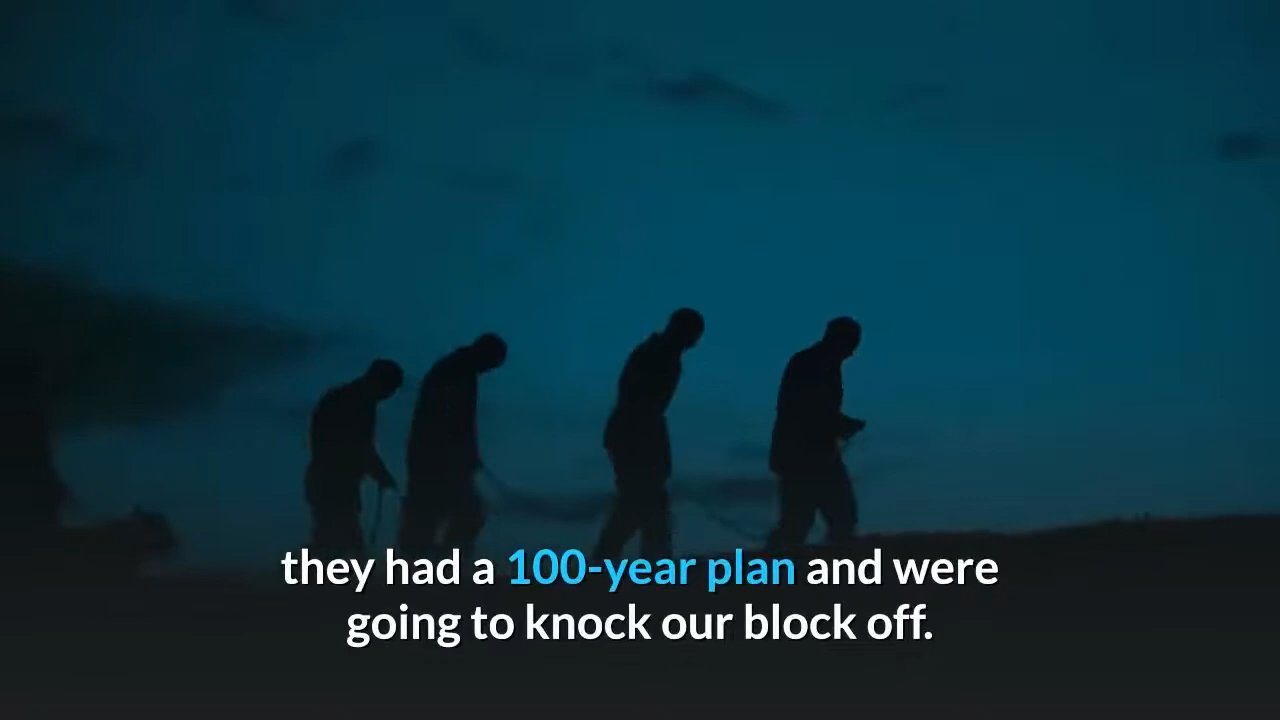 they had a 100-year plan and were
going to knock our block off.